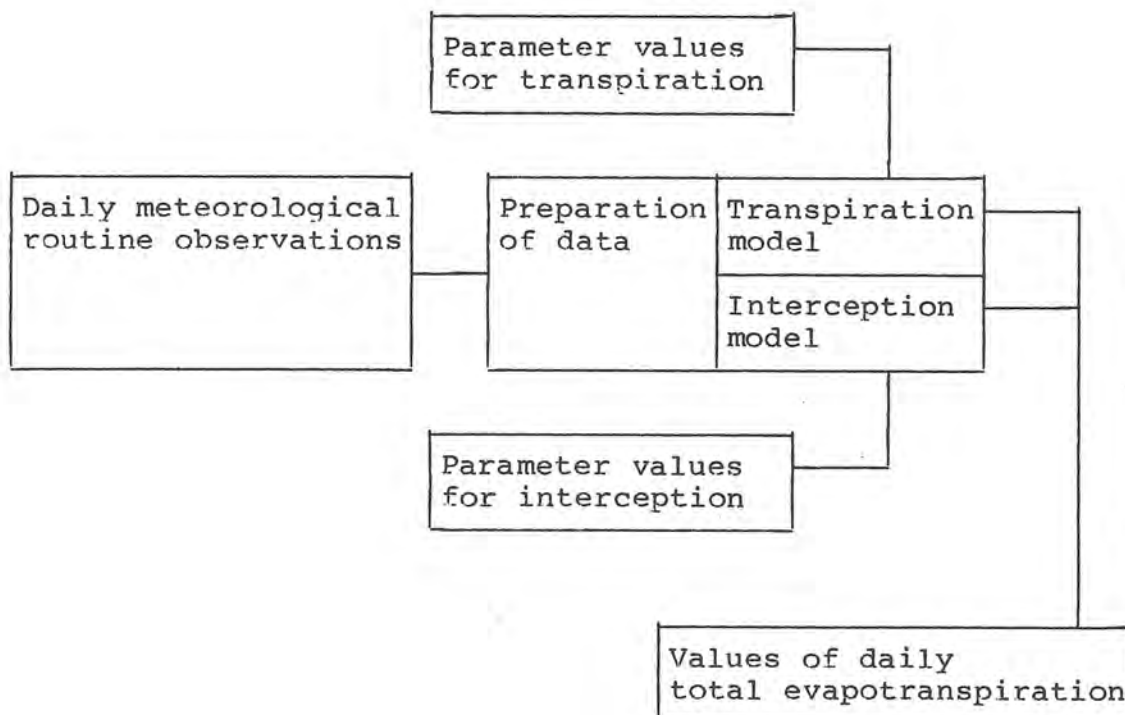 Parameter values
for transpiration
Daily meteorological
routine observations
Preparation
of data
Transpiration
model
Interception
model
Parameter values
for interception
Values of daily
total evapotranspiration